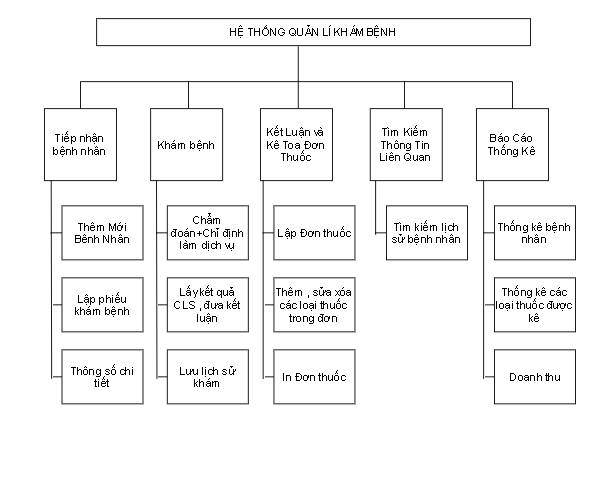 HỆ THỐNG QUẢN LÍ KHÁM BỆNH
Tiếp nhận
bệnh nhân
Khám bệnh
Kết Luận và
Kê Toa Đơn
Thuốc
Tìm Kiếm
Thông Tin
Liên Quan
Báo Cáo
Thống Kê
Thêm Mới
Bênh Nhân
Chẩm
đoán+Chỉ định
làm dịch vụ
Lập Đơn thuốc
Tìm kiếm lịch
sử bệnh nhân
Thống kê bệnh
nhân
Lập phiếu
khám bệnh
Lấy kết quả
CLS , đưa kết
luận
Thêm , sửa xóa
các loại thuốc
trong đơn
Thống kê các
loại thuốc được
kê
Thông số chi
tiết
Lưu lịch sử
khám
In Đơn thuốc
Doanh thu